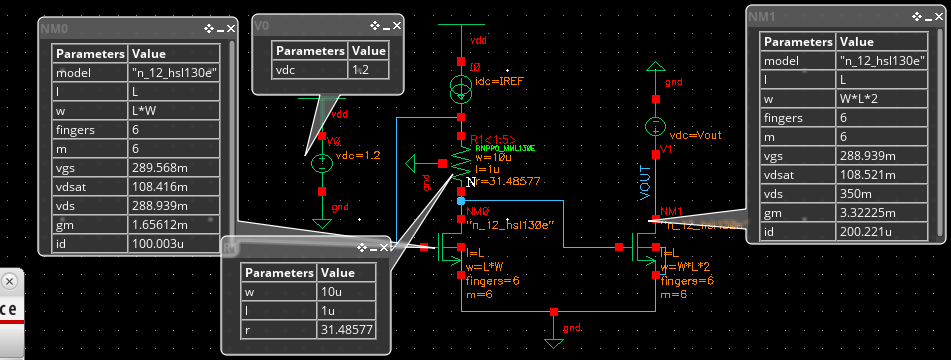 NM0
Parameters Value
model "n_12_hsl130e"
l L
w L*W
fingers 6
m 6
vgs 289.568m
vdsat 108.416m
vds 288.939m
gm 1.65612m
id 100.003u
V0
Parameters Value
vdc 1.2
vdd
V0
vdc=1.2
gnd
vdd
I0
idc=IREF
R1<1:5>
RNPPO_MML130E
w=10u
l=1u
r=31.48577
gnd
N
NM0
"n_12_hsl130e"
l=L
w=L*W
fingers=6
m=6
Parameters Value
w 10u
l 1u
r 31.48577
gnd
gnd
vdc=Vout
V1
VOUT
NM1
l=L
w=W*L*2
fingers=6
m=6
NM1
Parameters Value
model "n_12_hsl130e"
l L
w W*L*2
fingers 6
m 6
vgs 288.939m
vdsat 108.521m
vds 350m
gm 3.32225m
id 200.221u
ce